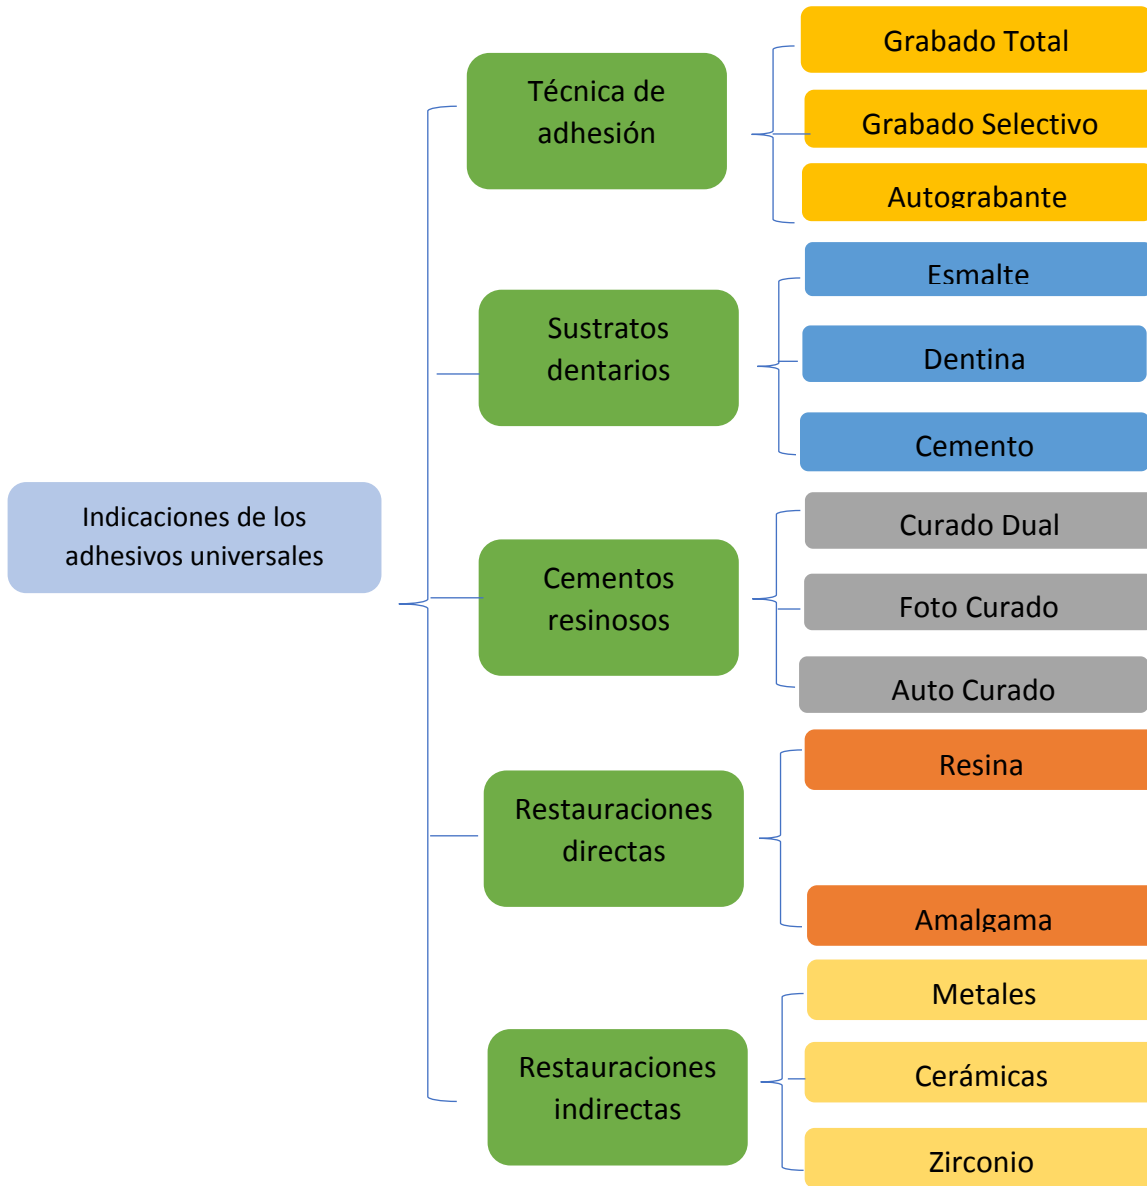 Indicaciones de los
adhesivos universales
Técnica de
adhesión
Grabado Total
Grabado Selectivo
Autograbante
Sustratos
dentarios
Esmalte
Dentina
Cemento
Cementos
resinosos
Curado Dual
Foto Curado
Auto Curado
Restauraciones
directas
Resina
Amalgama
Restauraciones
indirectas
Metales
Cerámicas
Zirconio